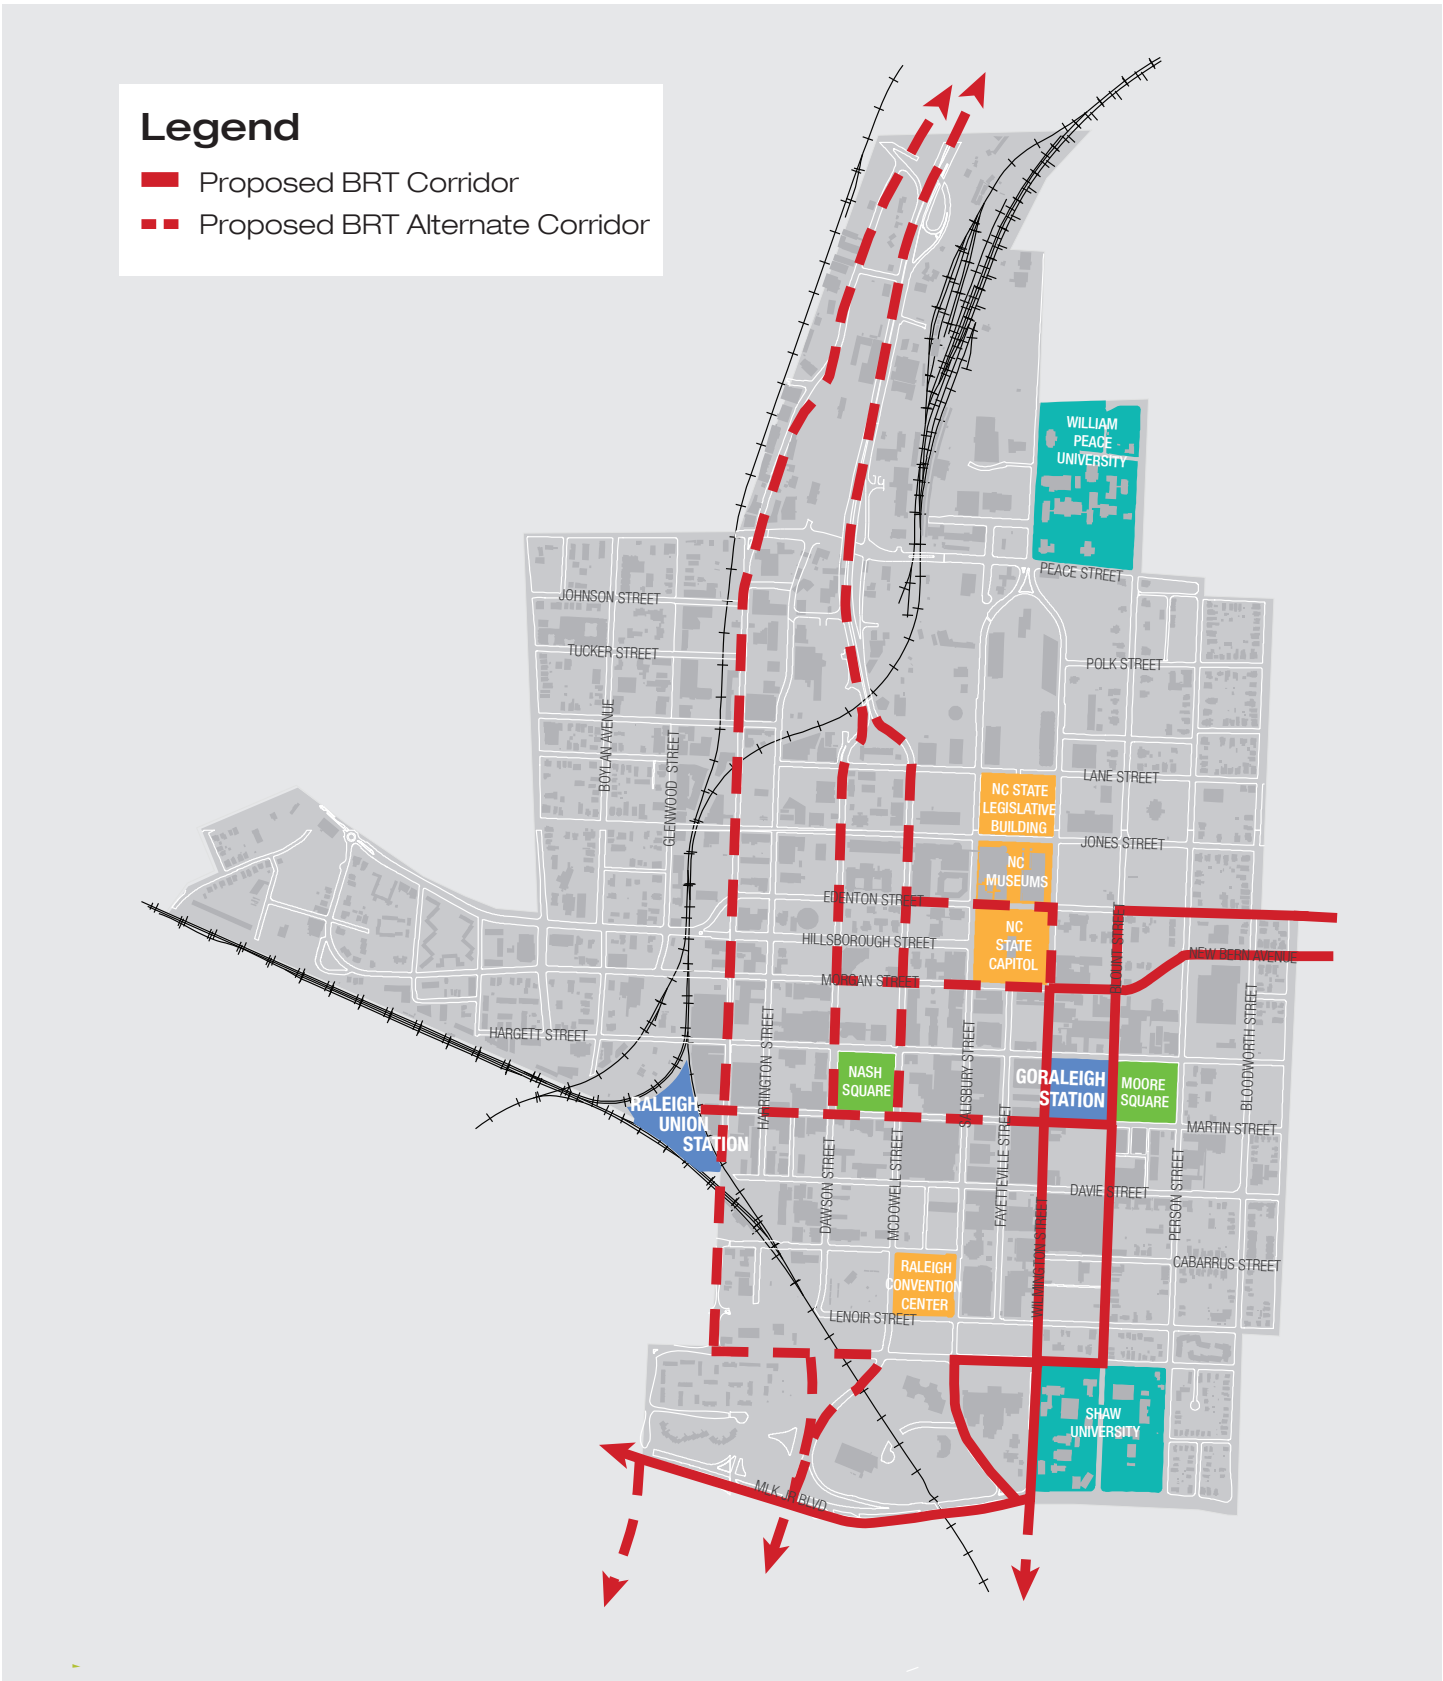 Legend
Proposed BRT Corridor
Proposed BRT Alternate Corridor
WILLIAM
PEACE
UNIVERSITY
PEACE STREET
JOHNSON STREET
TUCKER STREET
POLK STREET
BOYLAN AVENUE
GLENWOOD STREET
LANE STREET
NC STATE
LEGISLATIVE
BUILDING
JONES STREET
NC
MUSEUMS
EDENTON STREET
HILLSBOROUGH STREET
NC
STATE
CAPITOL
BLOUNT STREET
NEW BERN AVENUE
MORGAN STREET
HARGETT STREET
HARRINGTON STREET
SALISBURY STREET
BLOODWORTH STREET
NASH
SQUARE
GORALEIGH
STATION
MOORE
SQUARE
RALEIGH
UNION
STATION
MARTIN STREET
FAYETTEVILLE STREET
DAWSON STREET
MCDOWELL STREET
PERSON STREET
DAVIE STREET
WILMINGTON STREET
CABARRUS STREET
RALEIGH
CONVENTION
CENTER
LENOIR STREET
SHAW
UNIVERSITY
MLK JR BLVD